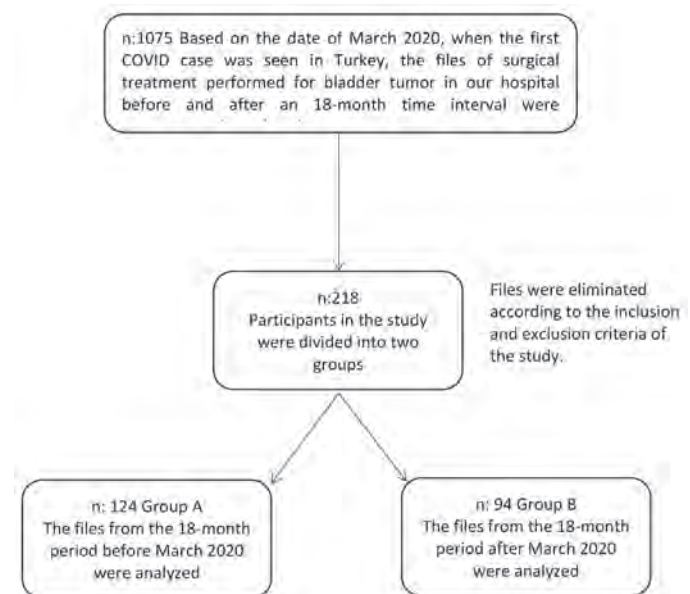 n:1075 Based on the date of March 2020, when the first
COVID case was seen in Turkey, the files of surgical
treatment performed for bladder tumor in our hospital
before and after an 18-month time interval were
n:218
Participants in the study
were divided into two
groups
Files were eliminated
according to the inclusion
and exclusion criteria of
the study.
n: 124 Group A
The files from the 18-month
period before March 2020
were analyzed
n: 94 Group B
The files from the 18-month
period after March 2020
were analyzed